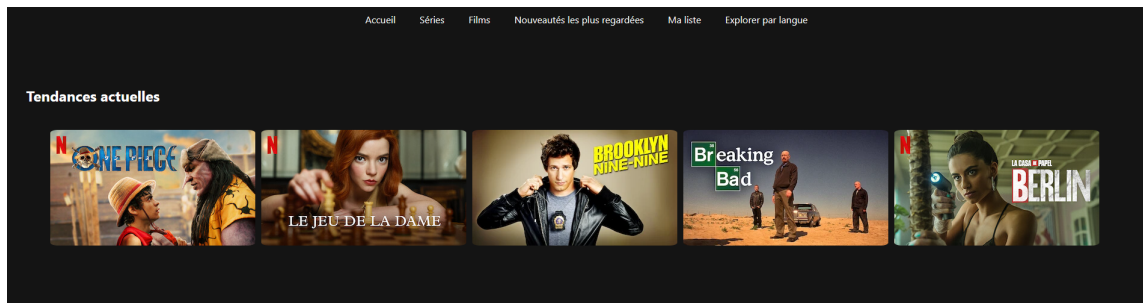 Accueil Séries Films Nouveautés les plus regardées Ma liste Explorer par langue
Tendances actuelles
N
ONE PIECE
N
LE JEU DE LA DAME
BROOKLYN
NINE-NINE
Breaking
Bad
N
LA CASA DE PAPEL
BERLIN